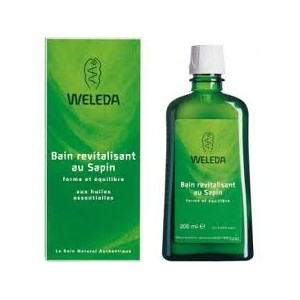 WELEDA
Bain revitalisant
au Sapin
forme et équilibre
aux huiles
essentielles
Le Soin Naturel Authentique
WELEDA
Bain revitalisant
au Sapin
forme et équilibre
200 ml e